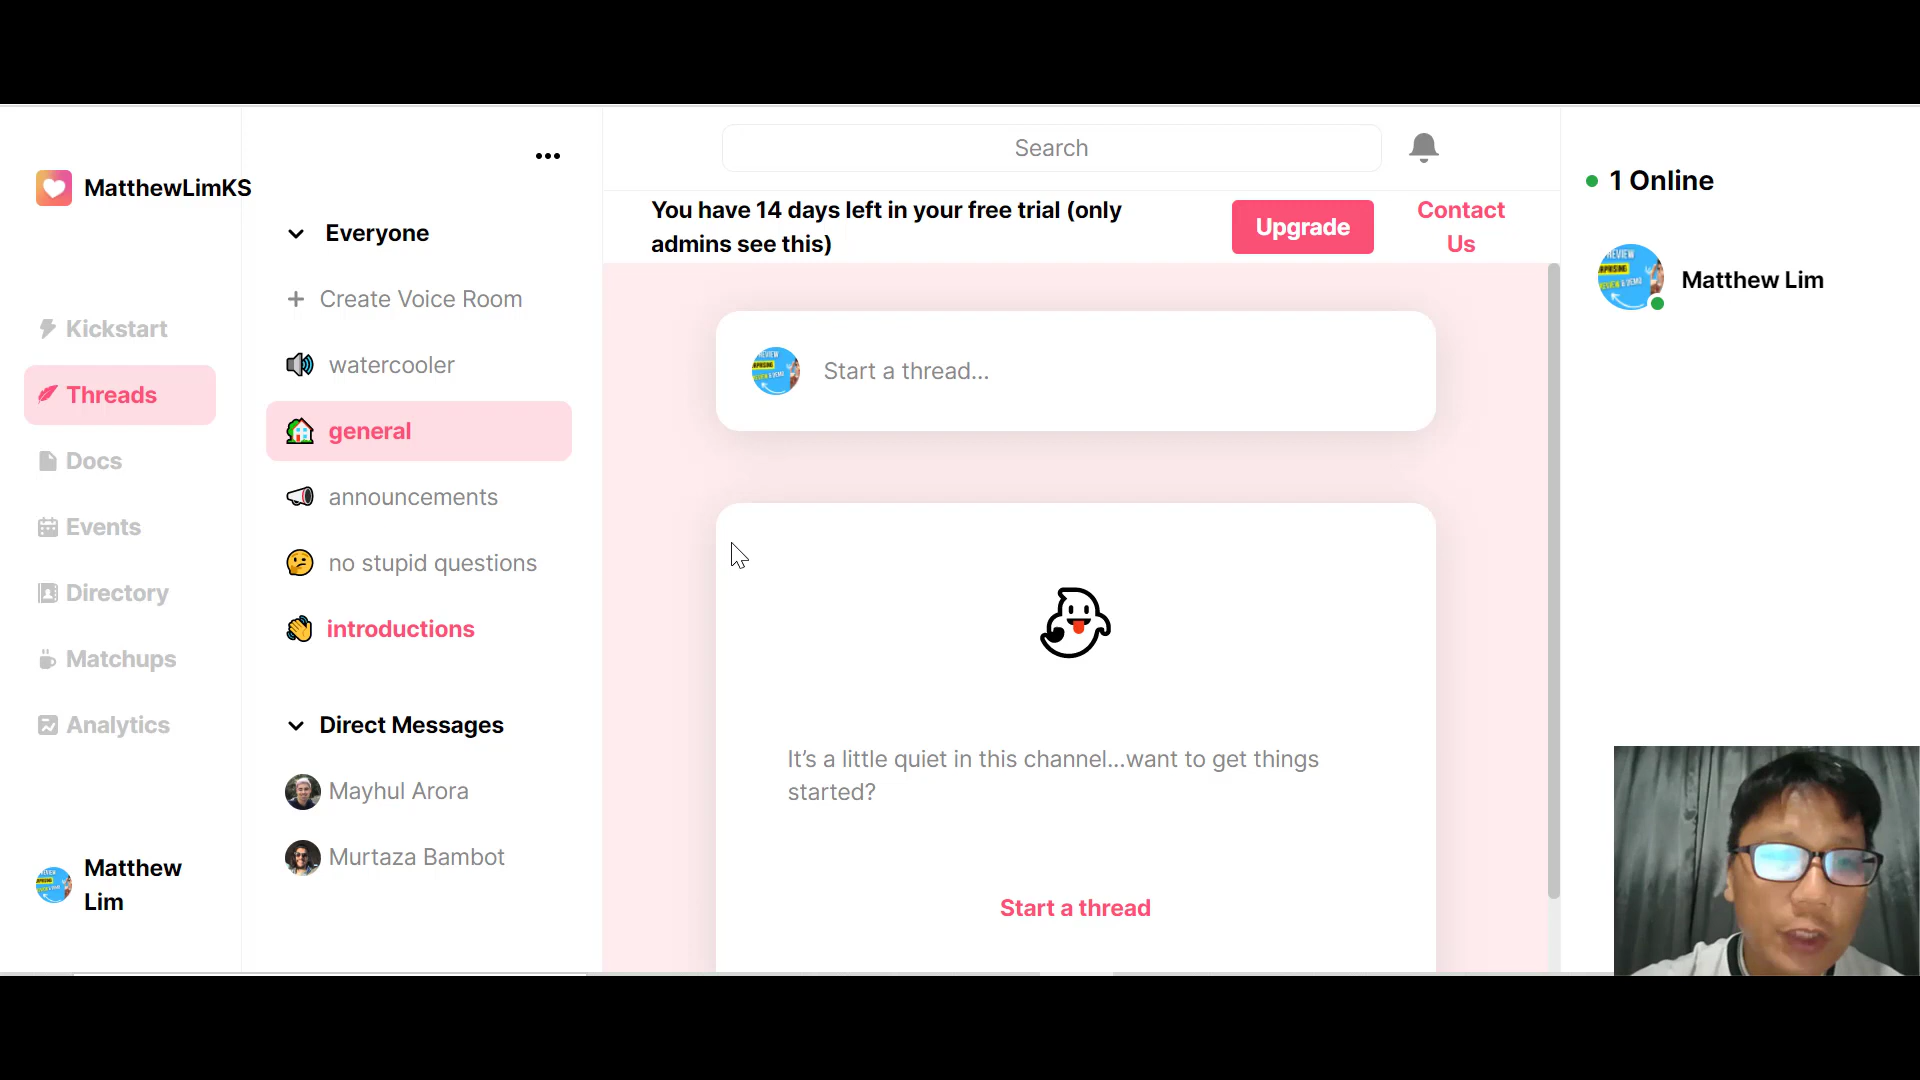 MatthewLimKS
Kickstart
Threads
Docs
Events
Directory
Matchups
Analytics
Matthew
Lim
Everyone
Create Voice Room
watercooler
general
announcements
no stupid questions
introductions
Direct Messages
Mayhul Arora
Murtaza Bambot
Search
You have 14 days left in your free trial (only
admins see this)
Upgrade
Contact
Us
Start a thread...
It's a little quiet in this channel...want to get things
started?
Start a thread
1 Online
Matthew Lim